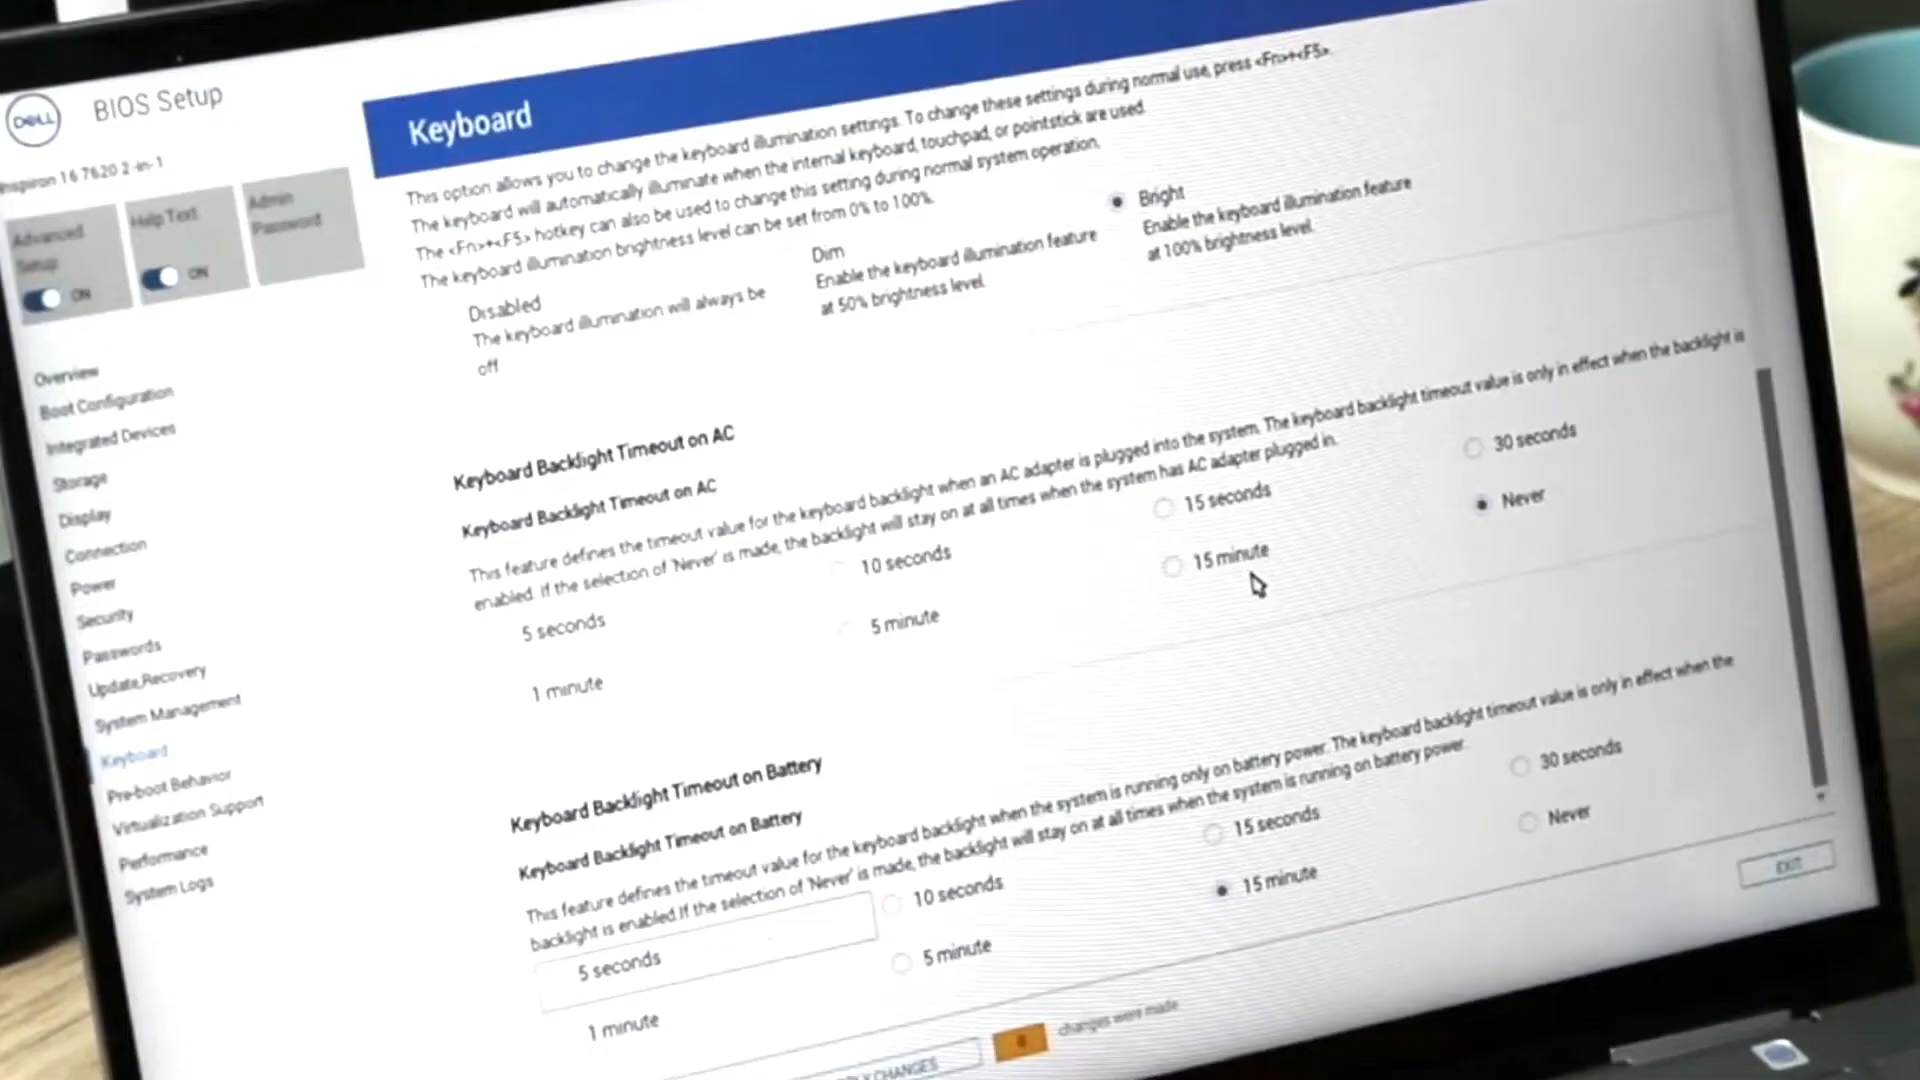 DELL
BIOS Setup
Inspiron 16 7620 2-in-1
Advanced Setup
ON
Help Text
ON
Admin Password
Overview
Boot Configuration
Integrated Devices
Storage
Display
Connection
Power
Security
Passwords
Update,Recovery
System Management
Keyboard
Pre-boot Behavior
Virtualization Support
Performance
System Logs
Keyboard
This option allows you to change the keyboard illumination settings. To change these settings during normal use, press <Fn>+<F5>.
The keyboard will automatically illuminate when the internal keyboard, touchpad, or pointstick are used.
The <Fn>+<F5> hotkey can also be used to change this setting during normal system operation.
The keyboard illumination brightness level can be set from 0% to 100%.
Disabled
The keyboard illumination will always be
off
Dim
Enable the keyboard illumination feature
at 50% brightness level.
Bright
Enable the keyboard illumination feature
at 100% brightness level.
Keyboard Backlight Timeout on AC
Keyboard Backlight Timeout on AC
This feature defines the timeout value for the keyboard backlight when an AC adapter is plugged into the system. The keyboard backlight timeout value is only in effect when the backlight is
enabled. If the selection of 'Never' is made, the backlight will stay on at all times when the system has AC adapter plugged in.
5 seconds
10 seconds
15 seconds
30 seconds
1 minute
5 minute
15 minute
Never
Keyboard Backlight Timeout on Battery
Keyboard Backlight Timeout on Battery
This feature defines the timeout value for the keyboard backlight when the system is running only on battery power. The keyboard backlight timeout value is only in effect when the
backlight is enabled.If the selection of 'Never' is made, the backlight will stay on at all times when the system is running on battery power.
5 seconds
10 seconds
15 seconds
30 seconds
1 minute
5 minute
15 minute
Never
EXIT
CHANGES
changes were made